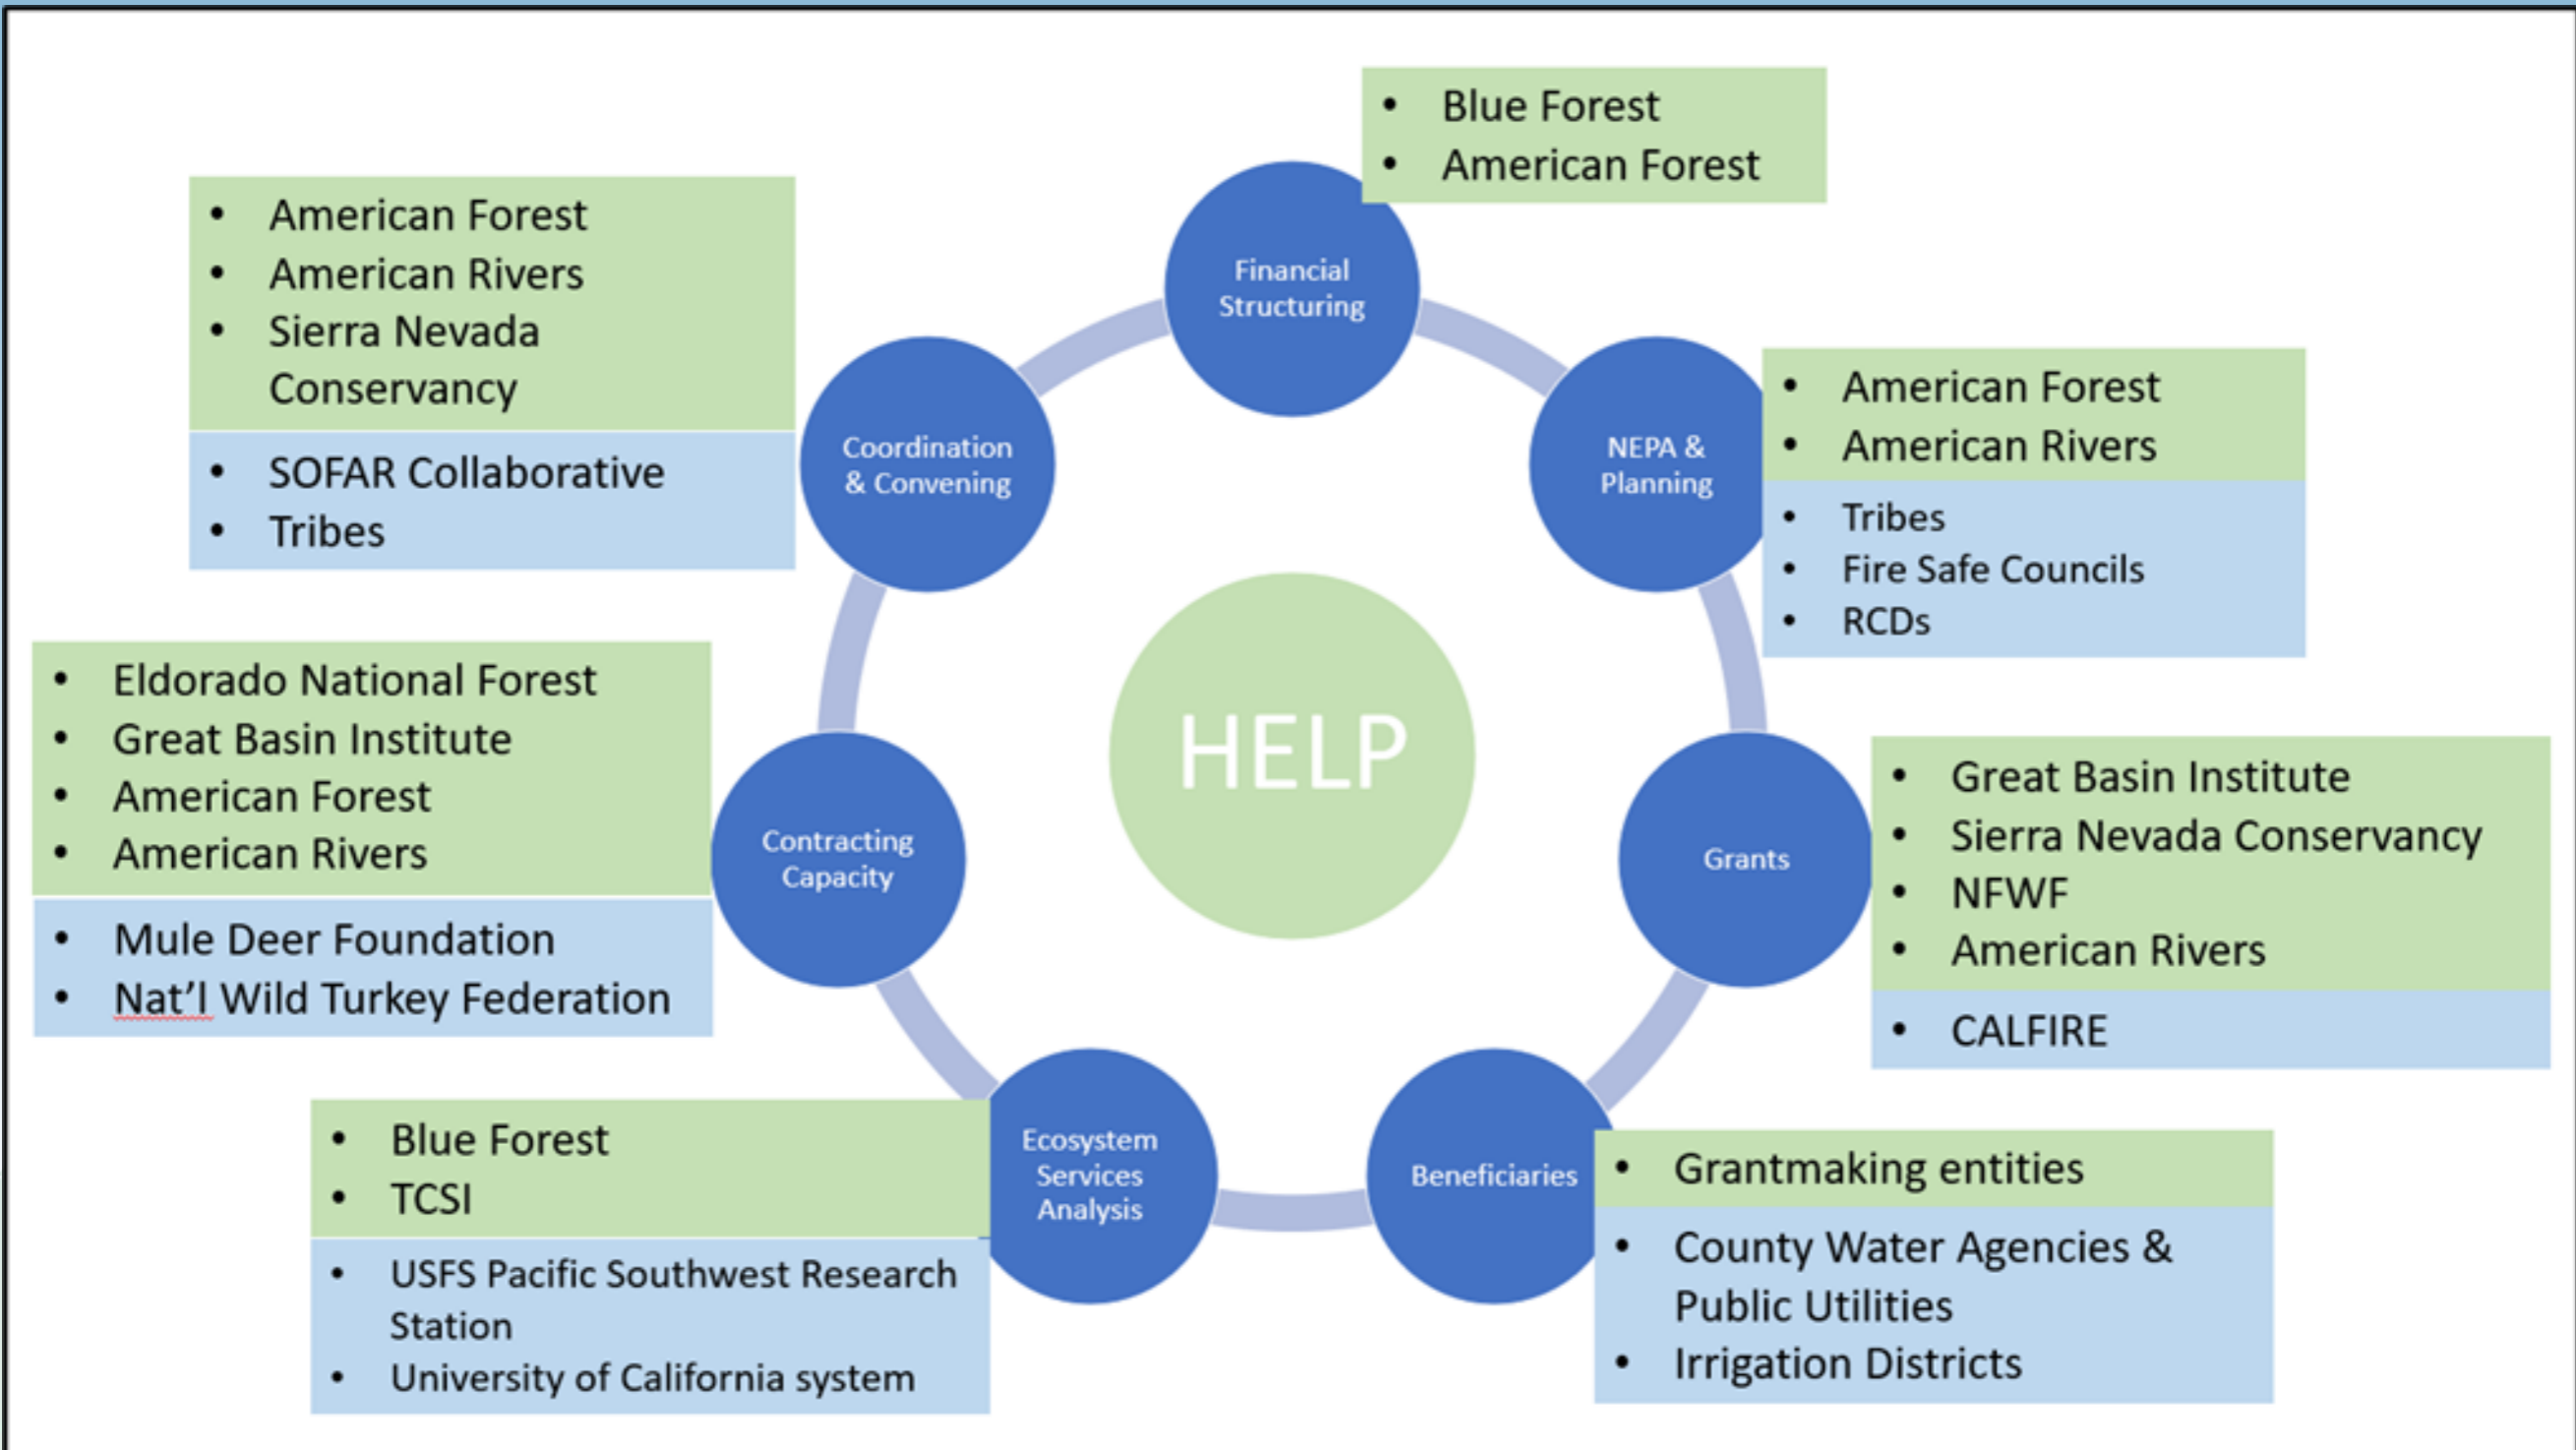 • Blue Forest
• American Forest
Financial
Structuring
• American Forest
• American Rivers
• Sierra Nevada
Conservancy
• SOFAR Collaborative
• Tribes
Coordination
& Convening
NEPA &
Planning
• American Forest
• American Rivers
• Tribes
• Fire Safe Councils
• RCDs
HELP
• Eldorado National Forest
• Great Basin Institute
• American Forest
• American Rivers
• Mule Deer Foundation
• Nat’l Wild Turkey Federation
Contracting
Capacity
Grants
• Great Basin Institute
• Sierra Nevada Conservancy
• NFWF
• American Rivers
• CALFIRE
• Blue Forest
• TCSI
• USFS Pacific Southwest Research
Station
• University of California system
Ecosystem
Services
Analysis
Beneficiaries
• Grantmaking entities
• County Water Agencies &
Public Utilities
• Irrigation Districts